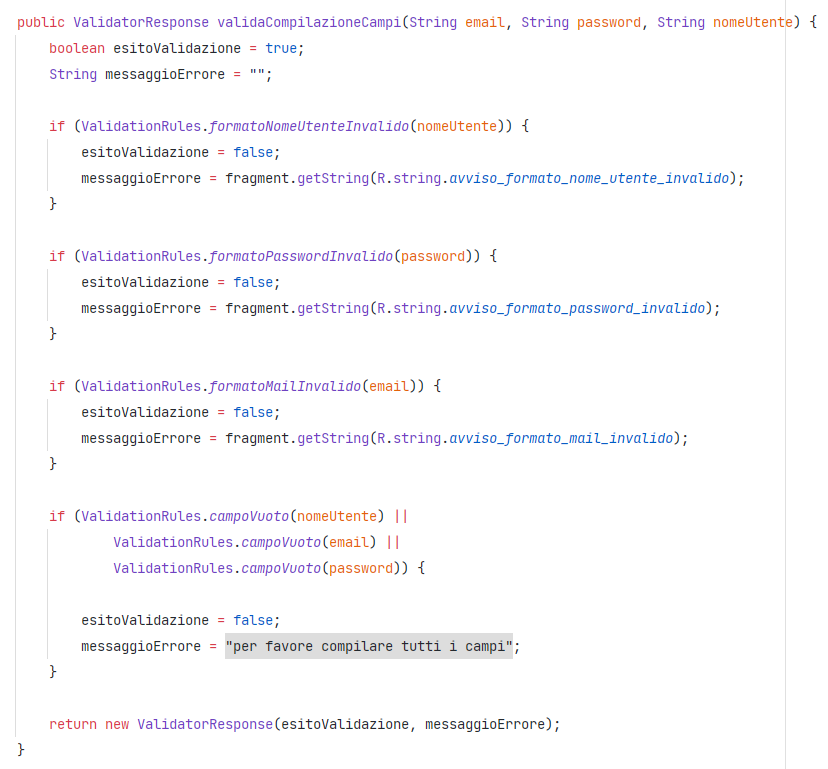 public ValidatorResponse validaCompilazioneCampi(String email, String password, String nomeUtente) {
    boolean esitoValidazione = true;
    String messaggioErrore = "";

    if (ValidationRules.formatoNomeUtenteInvalido(nomeUtente)) {
        esitoValidazione = false;
        messaggioErrore = fragment.getString(R.string.avviso_formato_nome_utente_invalido);
    }

    if (ValidationRules.formatoPasswordInvalido(password)) {
        esitoValidazione = false;
        messaggioErrore = fragment.getString(R.string.avviso_formato_password_invalido);
    }

    if (ValidationRules.formatoMailInvalido(email)) {
        esitoValidazione = false;
        messaggioErrore = fragment.getString(R.string.avviso_formato_mail_invalido);
    }

    if (ValidationRules.campoVuoto(nomeUtente) ||
            ValidationRules.campoVuoto(email) ||
            ValidationRules.campoVuoto(password)) {

        esitoValidazione = false;
        messaggioErrore = "per favore compilare tutti i campi";
    }

    return new ValidatorResponse(esitoValidazione, messaggioErrore);
}